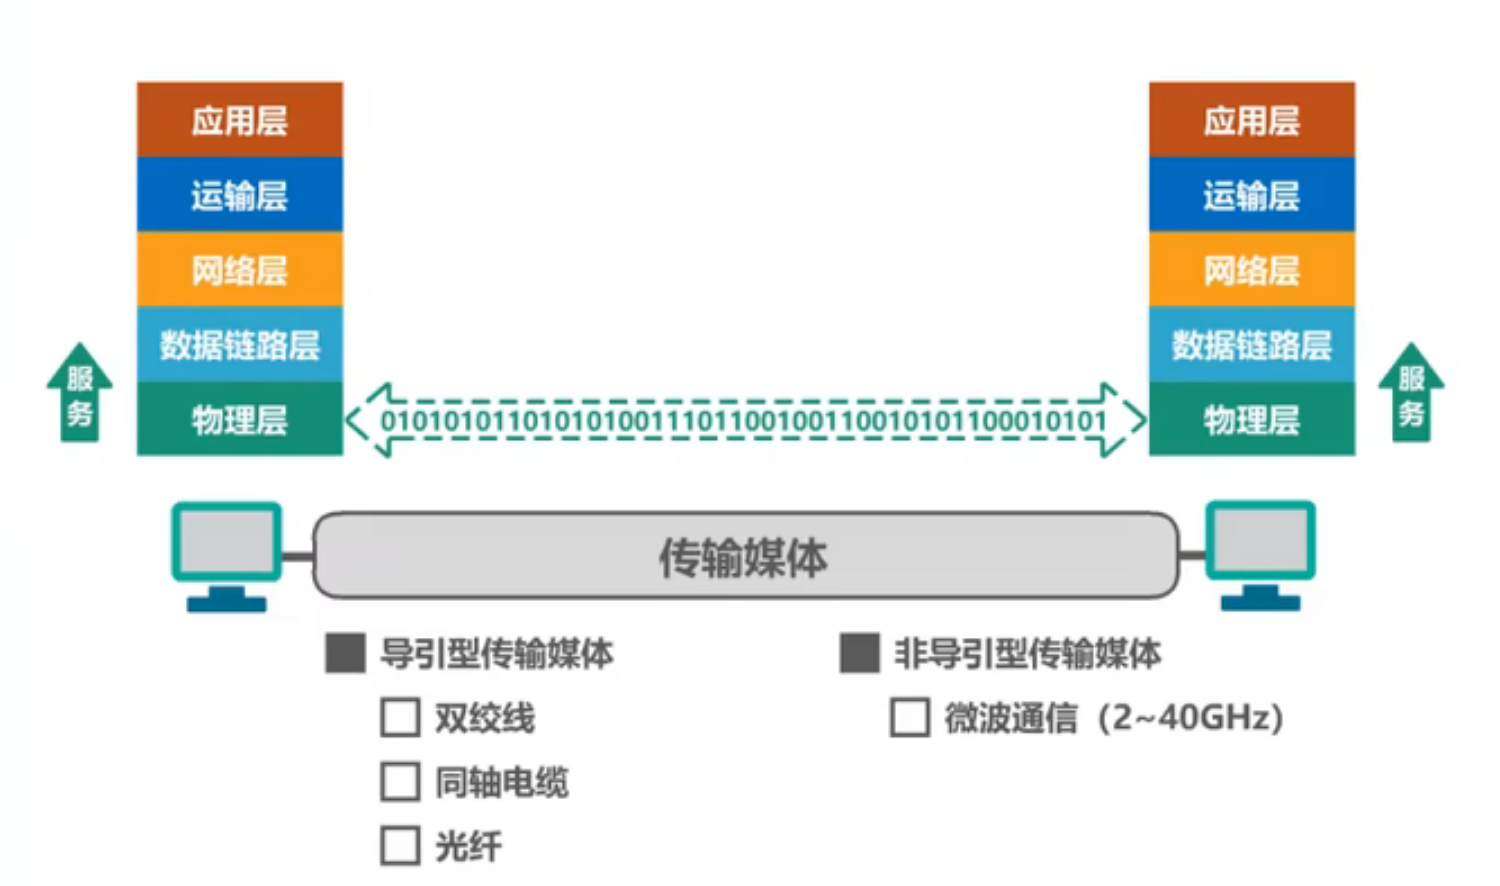 应用层
应用层
运输层
运输层
网络层
网络层
数据链路层
数据链路层
服务
服务
物理层
0101010110101010011101100100110010101100010101
物理层
传输媒体
导引型传输媒体
非导引型传输媒体
双绞线
微波通信（2~40GHz）
同轴电缆
光纤